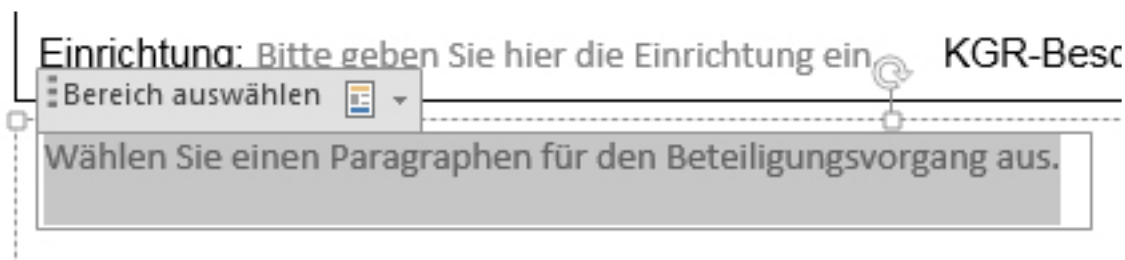 Einrichtung: Bitte geben Sie hier die Einrichtung ein KGR-Besc
Bereich auswählen
Wählen Sie einen Paragraphen für den Beteiligungsvorgang aus.